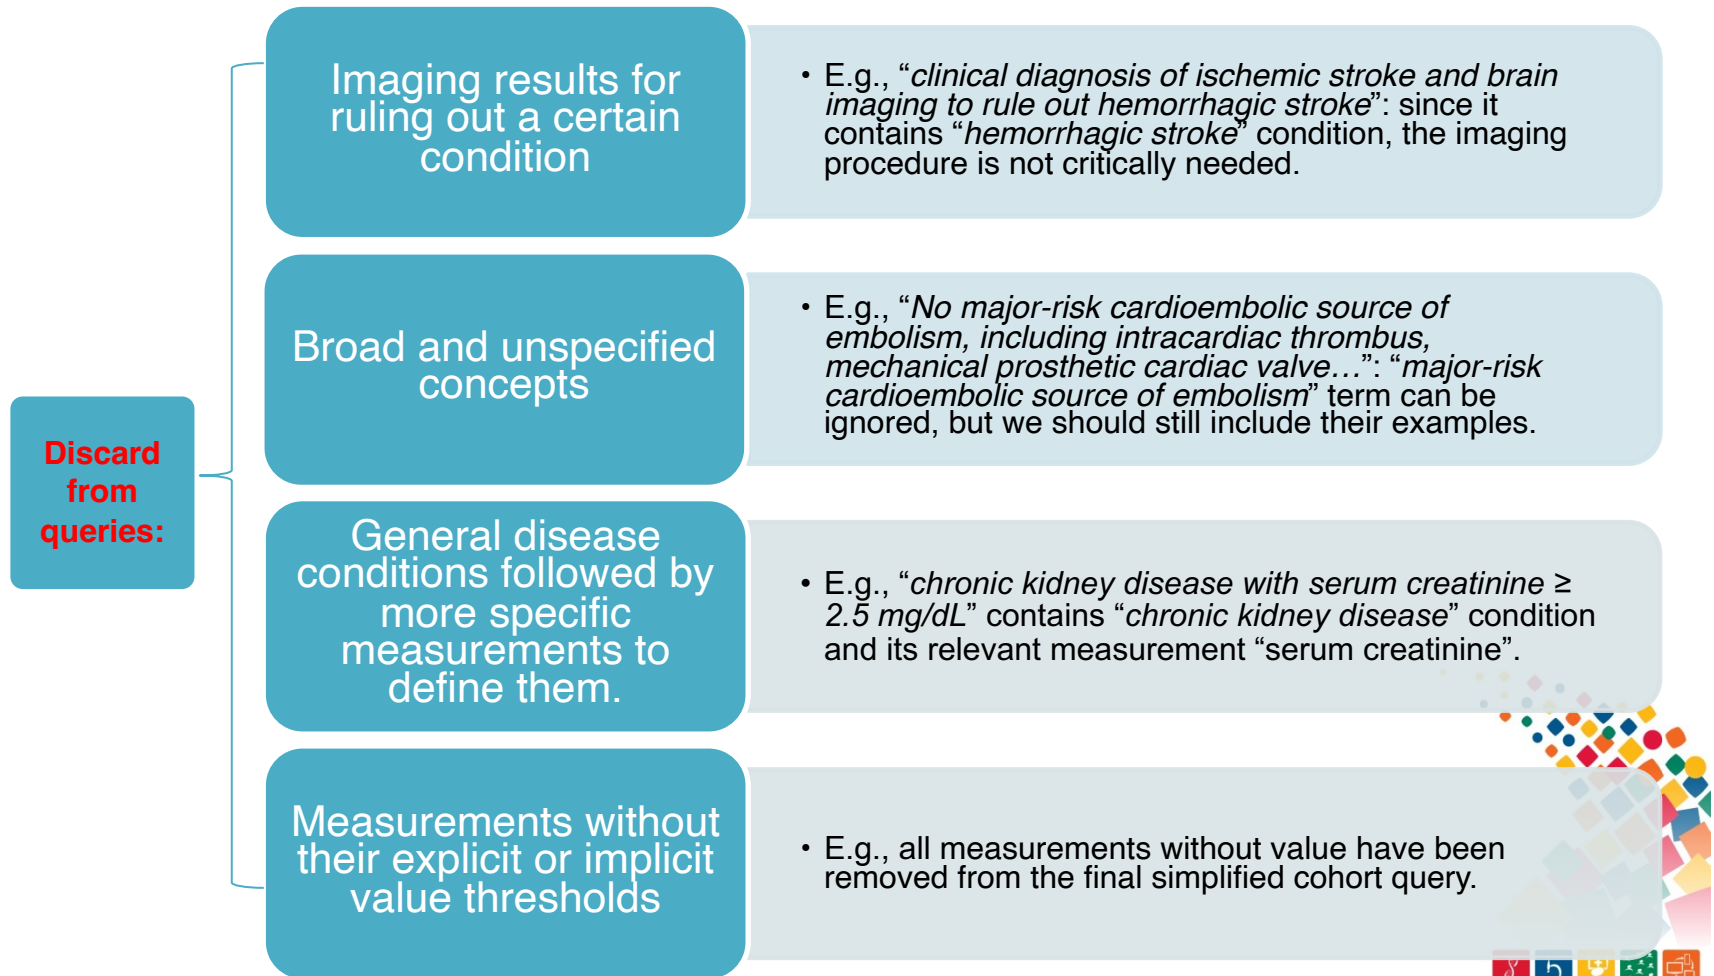 Discard
from
queries:
Imaging results for
ruling out a certain
condition
• E.g., “clinical diagnosis of ischemic stroke and brain
imaging to rule out hemorrhagic stroke”: since it
contains “hemorrhagic stroke” condition, the imaging
procedure is not critically needed.
Broad and unspecified
concepts
• E.g., “No major-risk cardioembolic source of
embolism, including intracardiac thrombus,
mechanical prosthetic cardiac valve…”: “major-risk
cardioembolic source of embolism” term can be
ignored, but we should still include their examples.
General disease
conditions followed by
more specific
measurements to
define them.
• E.g., “chronic kidney disease with serum creatinine ≥
2.5 mg/dL” contains “chronic kidney disease” condition
and its relevant measurement “serum creatinine”.
Measurements without
their explicit or implicit
value thresholds
• E.g., all measurements without value have been
removed from the final simplified cohort query.